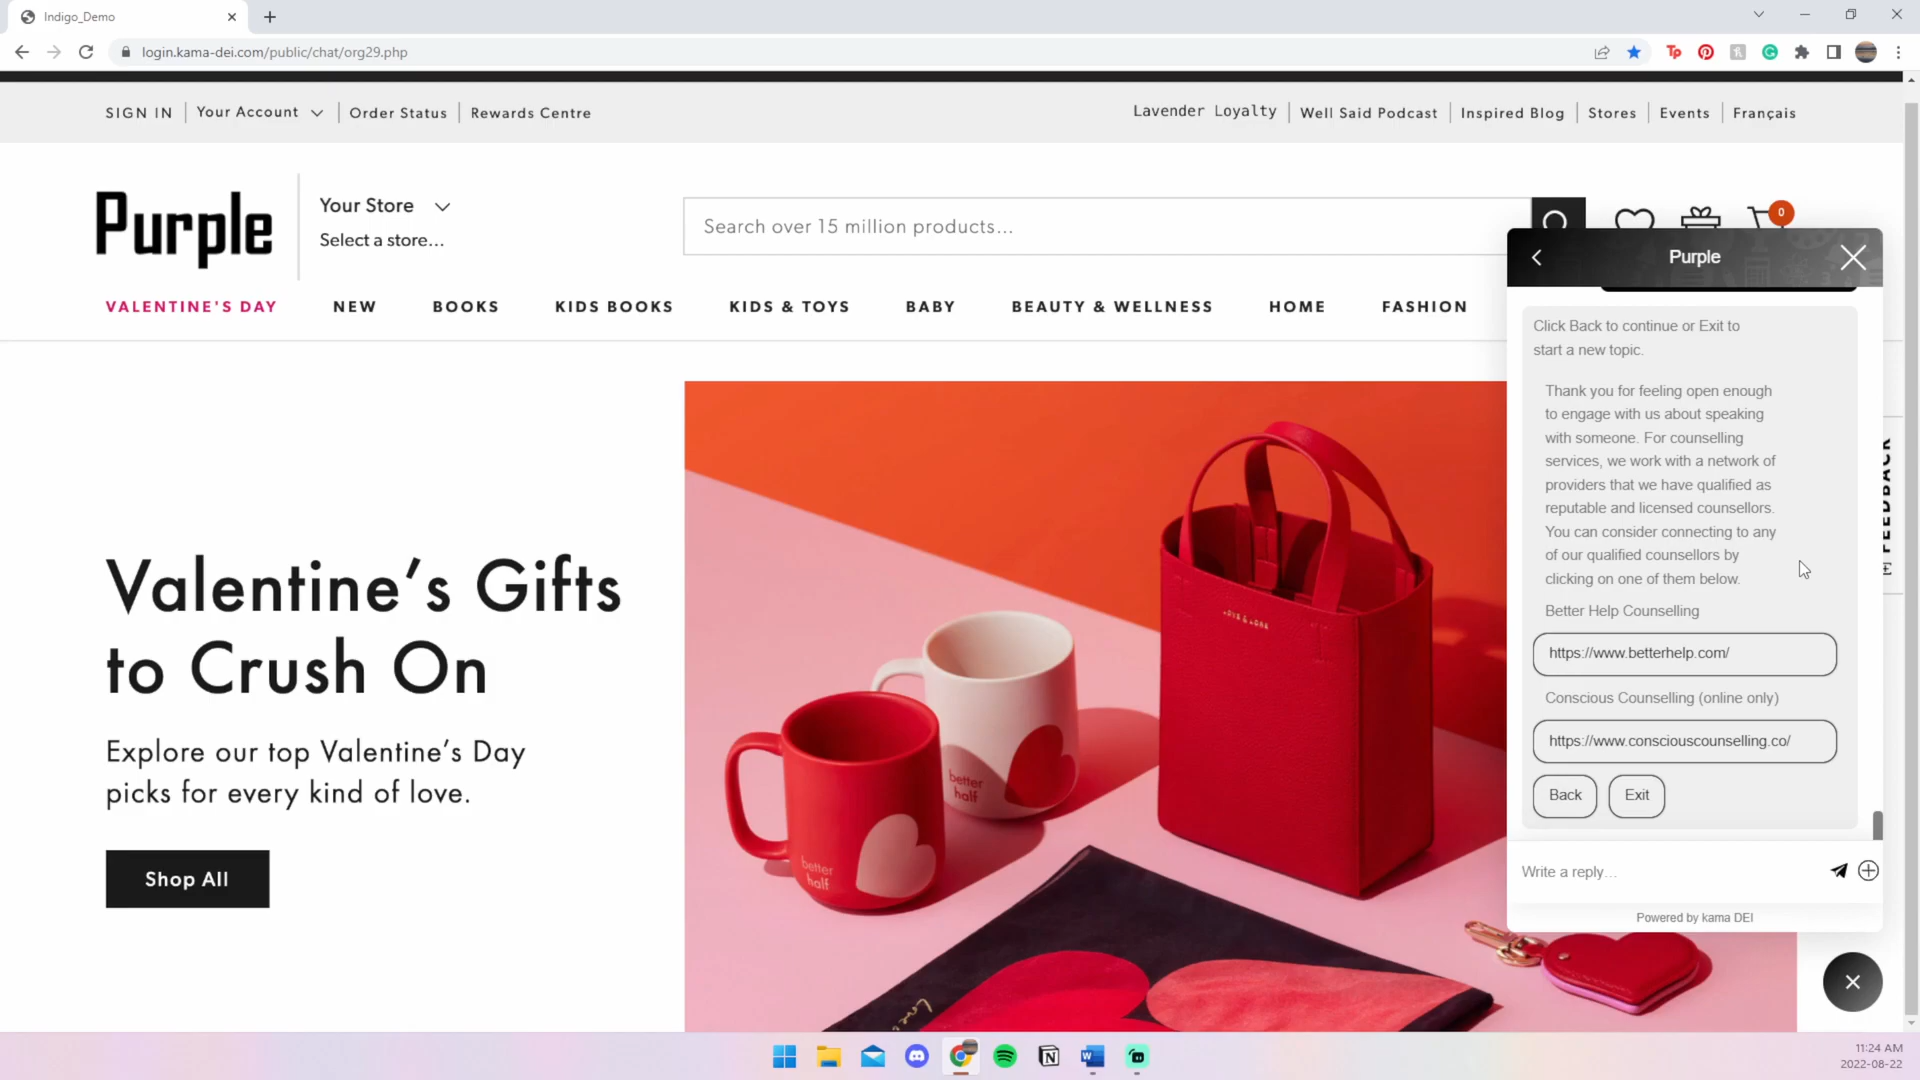 Indigo_Demo
login.kama-dei.com/public/chat/org29.php
SIGN IN Your Account Order Status Rewards Centre
Lavender Loyalty Well Said Podcast Inspired Blog Stores Events Français
Purple
Your Store
Select a store...
Search over 15 million products...
0
VALENTINE'S DAY NEW BOOKS KIDS BOOKS KIDS & TOYS BABY BEAUTY & WELLNESS HOME FASHION
Valentine's Gifts
to Crush On
Explore our top Valentine's Day
picks for every kind of love.
Shop All
better
half
better
half
LOVE & LORE
Love
Purple
Click Back to continue or Exit to
start a new topic.
Thank you for feeling open enough
to engage with us about speaking
with someone. For counselling
services, we work with a network of
providers that we have qualified as
reputable and licensed counsellors.
You can consider connecting to any
of our qualified counsellors by
clicking on one of them below.
Better Help Counselling
https://www.betterhelp.com/
Conscious Counselling (online only)
https://www.consciouscounselling.co/
Back Exit
Write a reply...
Powered by kama DEI
[+] FEEDBACK
11:24 AM
2022-08-22